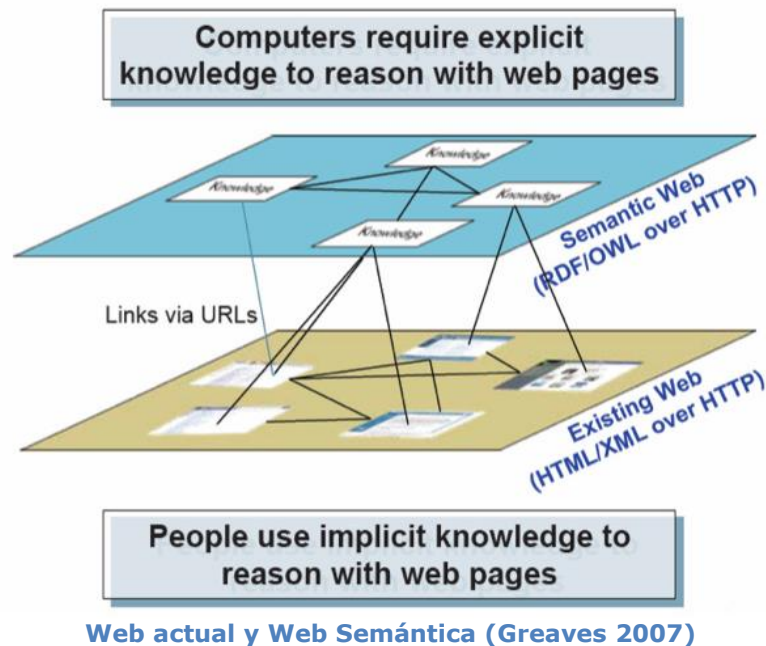 Computers require explicit
knowledge to reason with web pages
Knowledge
Knowledge
Knowledge
Knowledge
Semantic Web
(RDF/OWL over HTTP)
Links via URLs
Existing Web
(HTML/XML over HTTP)
People use implicit knowledge to
reason with web pages
Web actual y Web Semántica (Greaves 2007)